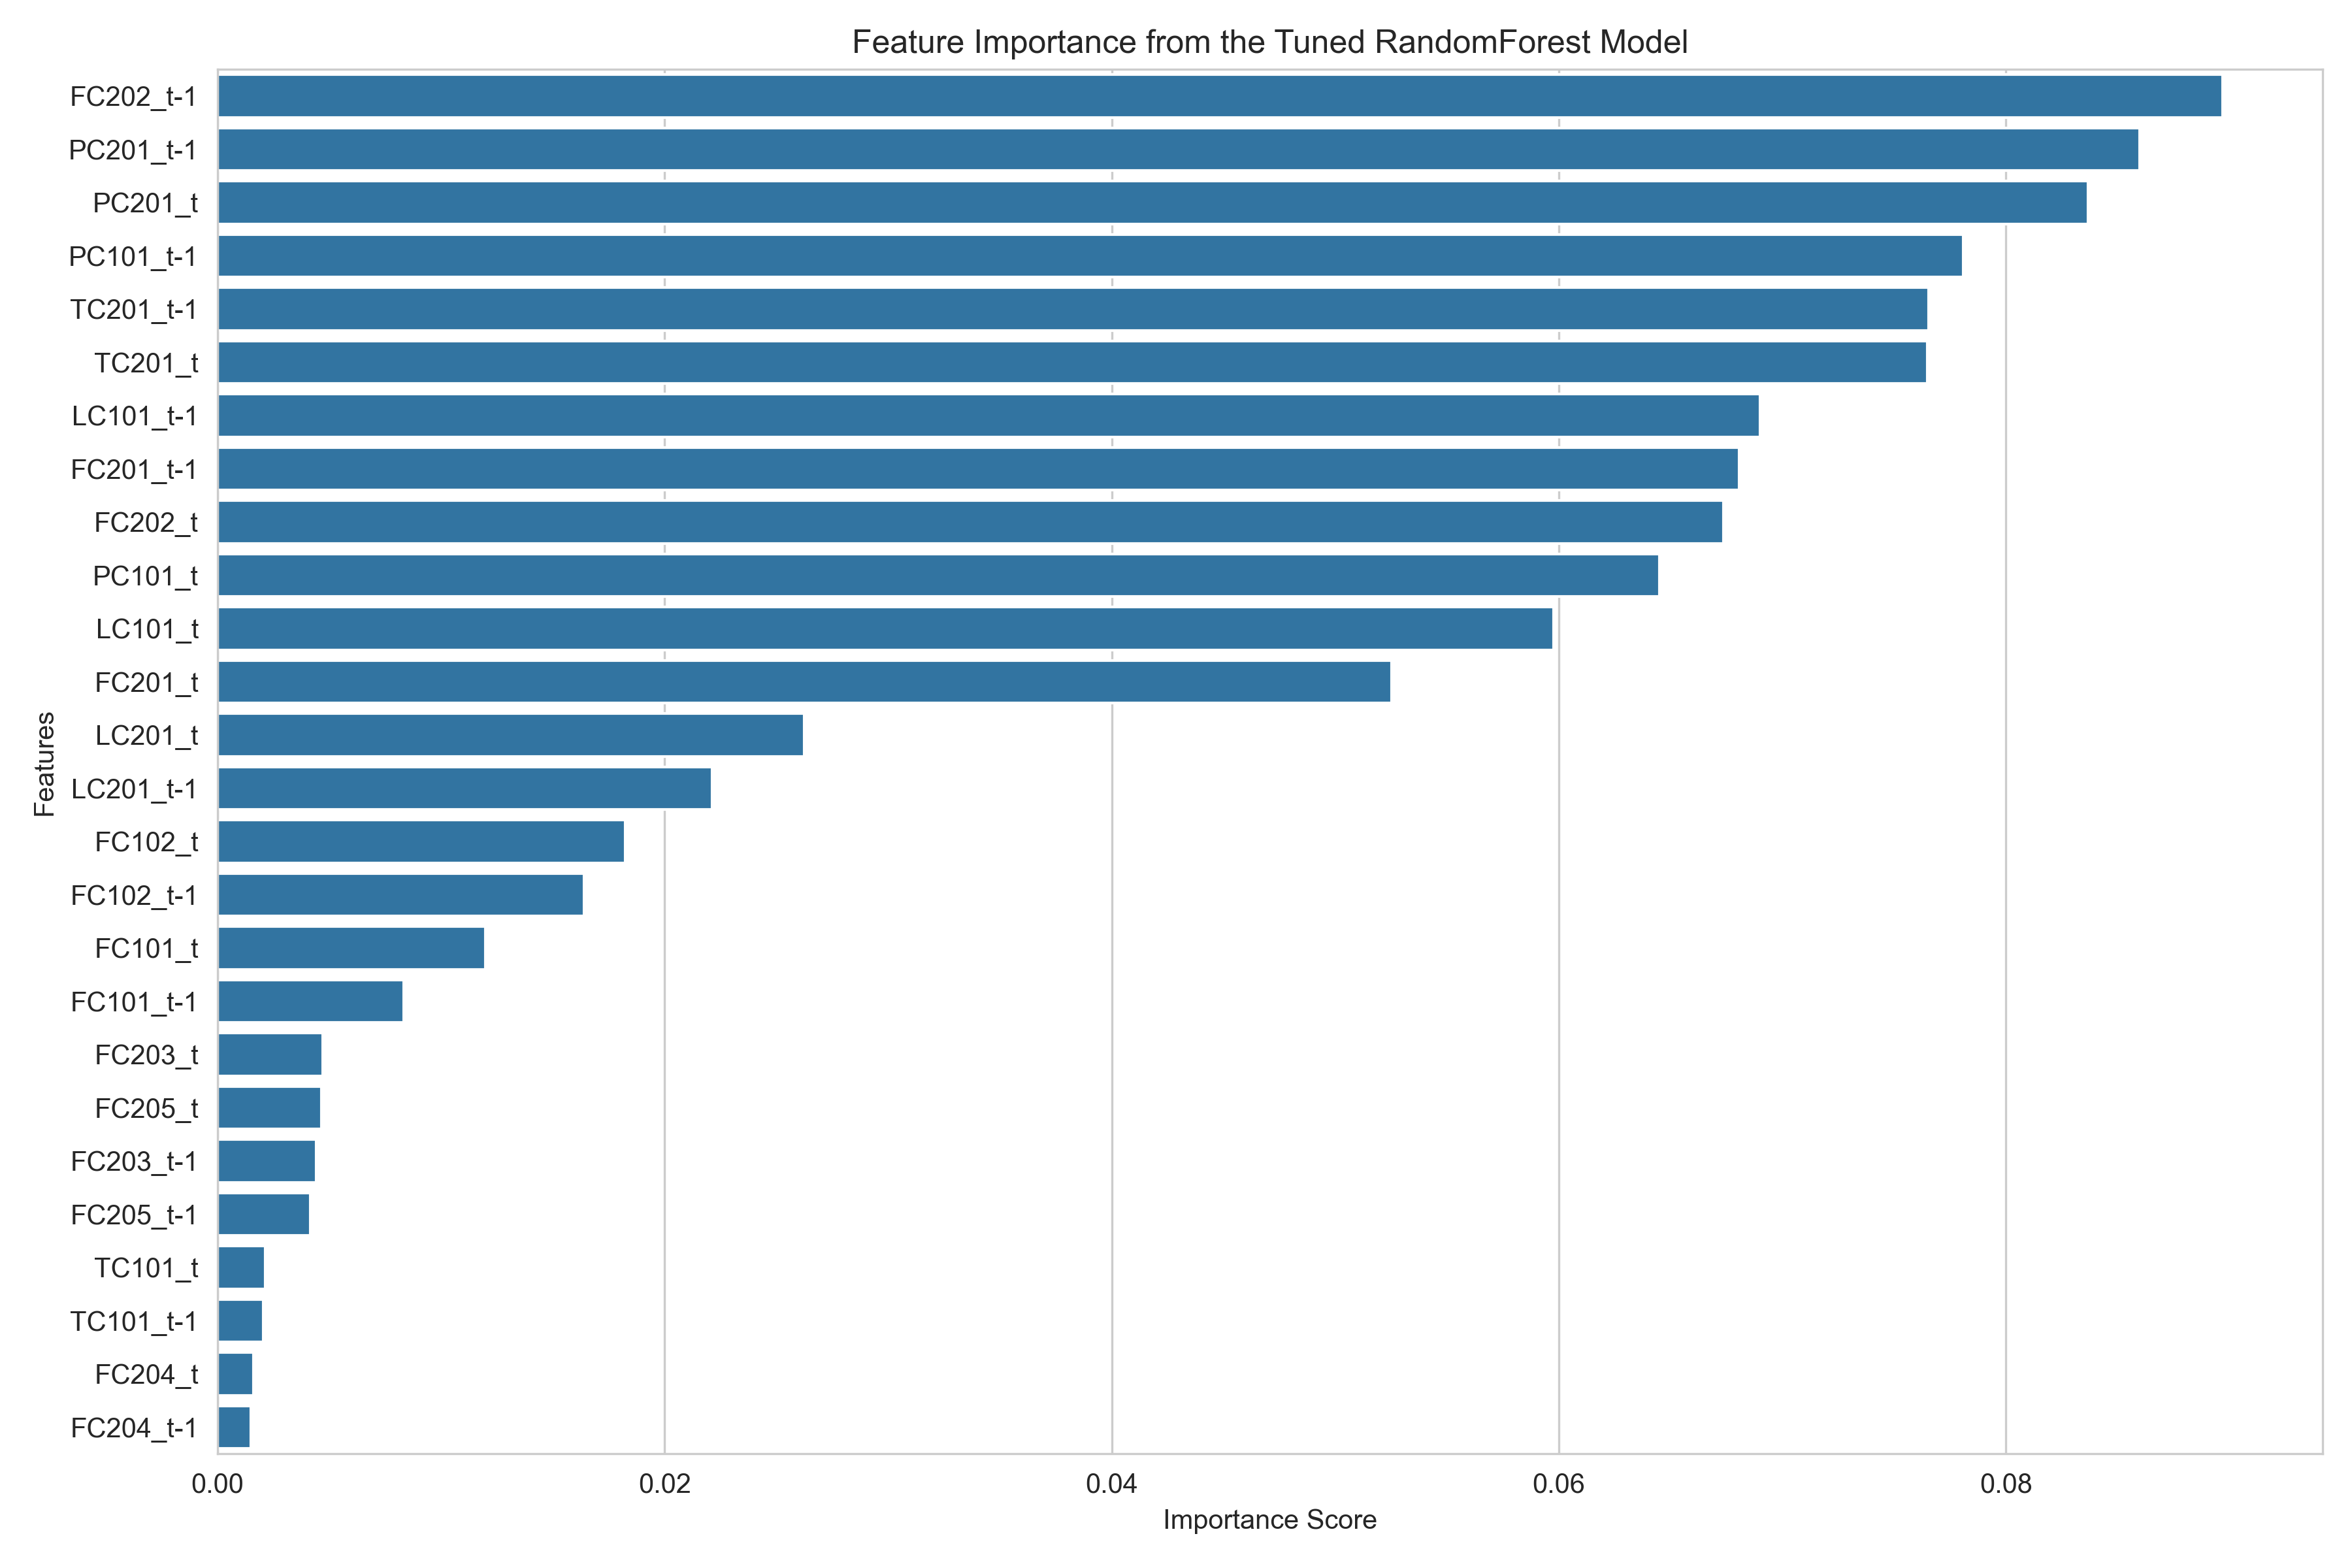 Feature Importance from the Tuned RandomForest Model
FC202_t-1
PC201_t-1
PC201_t
PC101_t-1
TC201_t-1
TC201_t
LC101_t-1
FC201_t-1
FC202_t
PC101_t
LC101_t
FC201_t
LC201_t
LC201_t-1
FC102_t
FC102_t-1
FC101_t
FC101_t-1
FC203_t
FC205_t
FC203_t-1
FC205_t-1
TC101_t
TC101_t-1
FC204_t
FC204_t-1
Features
0.00 0.02 0.04 0.06 0.08
Importance Score